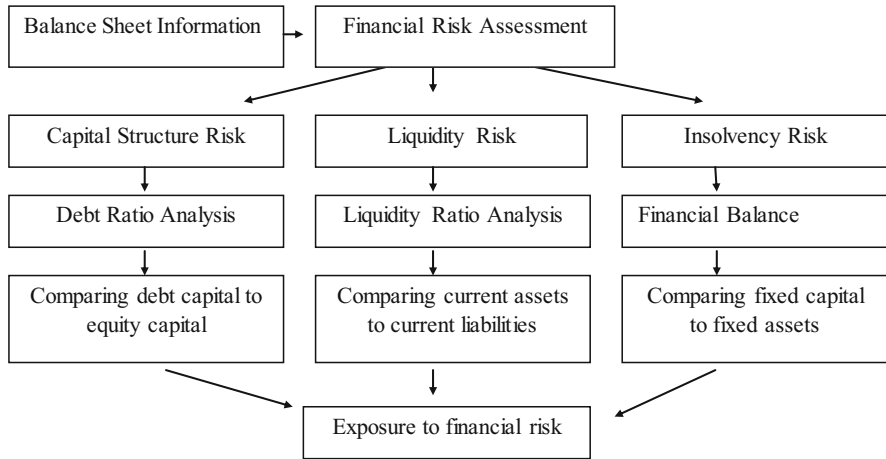 Balance Sheet Information
Financial Risk Assessment
Capital Structure Risk
Liquidity Risk
Insolvency Risk
Debt Ratio Analysis
Liquidity Ratio Analysis
Financial Balance
Comparing debt capital to
equity capital
Comparing current assets
to current liabilities
Comparing fixed capital
to fixed assets
Exposure to financial risk